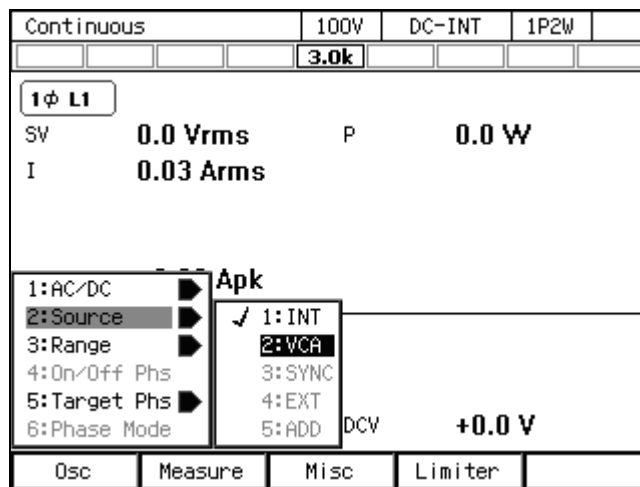 Continuous 100V DC-INT 1P2W
3.0k
1Φ L1
SV 0.0 Vrms P 0.0 W
I 0.03 Arms
Apk
1:AC/DC
2:Source
3:Range
4:On/Off Phs
5:Target Phs
6:Phase Mode
✓ 1:INT
2:VCA
3:SYNC
4:EXT
5:ADD
DCV +0.0 V
Osc Measure Misc Limiter